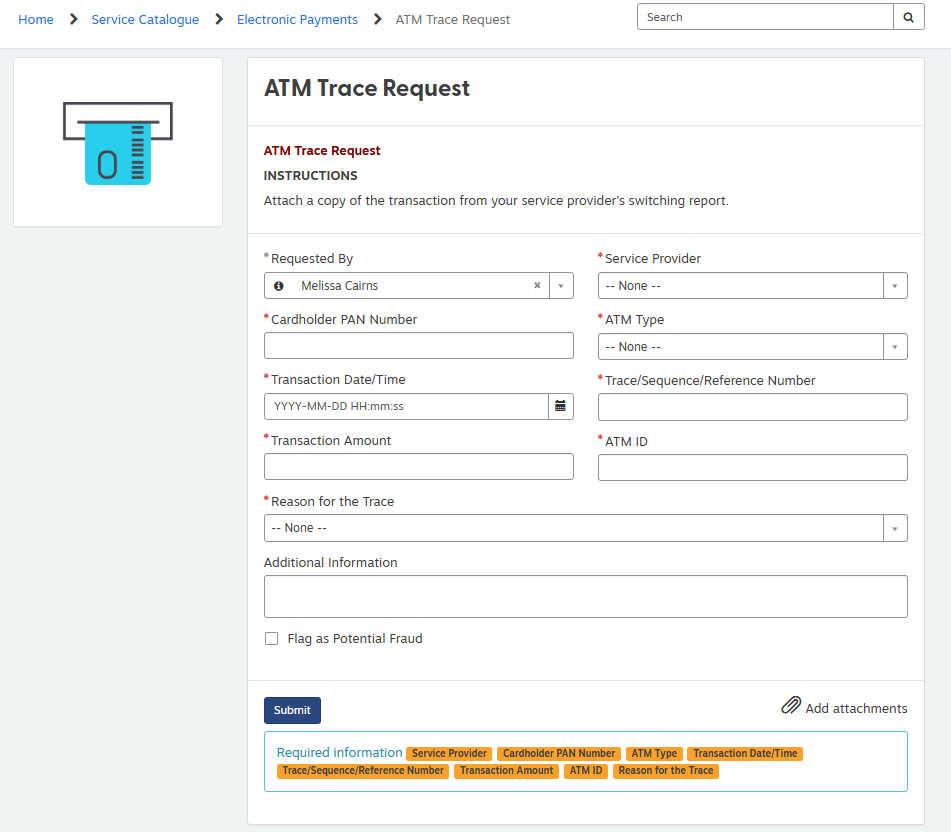 Home > Service Catalogue > Electronic Payments > ATM Trace Request
Search
ATM Trace Request
ATM Trace Request
INSTRUCTIONS
Attach a copy of the transaction from your service provider's switching report.
* Requested By
Melissa Cairns ×
* Service Provider
-- None --
* Cardholder PAN Number
* ATM Type
-- None --
* Transaction Date/Time
YYYY-MM-DD HH:mm:ss
* Trace/Sequence/Reference Number
* Transaction Amount
* ATM ID
* Reason for the Trace
-- None --
Additional Information
Flag as Potential Fraud
Submit
Add attachments
Required information Service Provider Cardholder PAN Number ATM Type Transaction Date/Time
Trace/Sequence/Reference Number Transaction Amount ATM ID Reason for the Trace